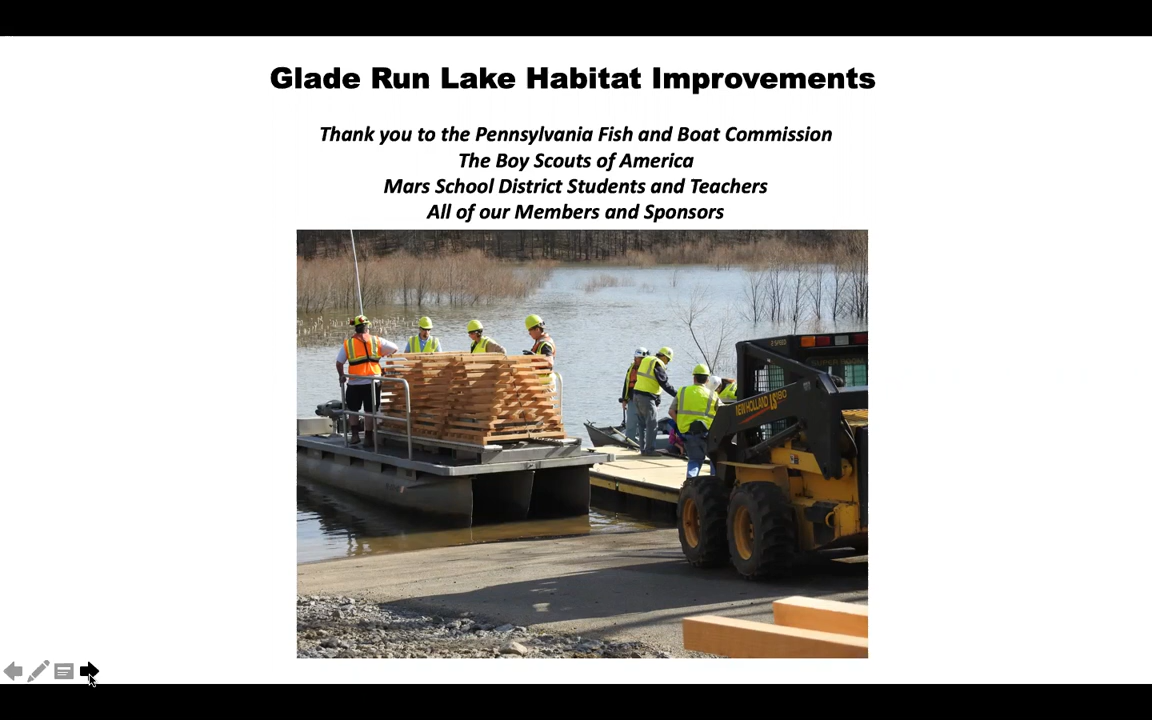 Glade Run Lake Habitat Improvements
Thank you to the Pennsylvania Fish and Boat Commission
The Boy Scouts of America
Mars School District Students and Teachers
All of our Members and Sponsors
NEW HOLLAND LS180